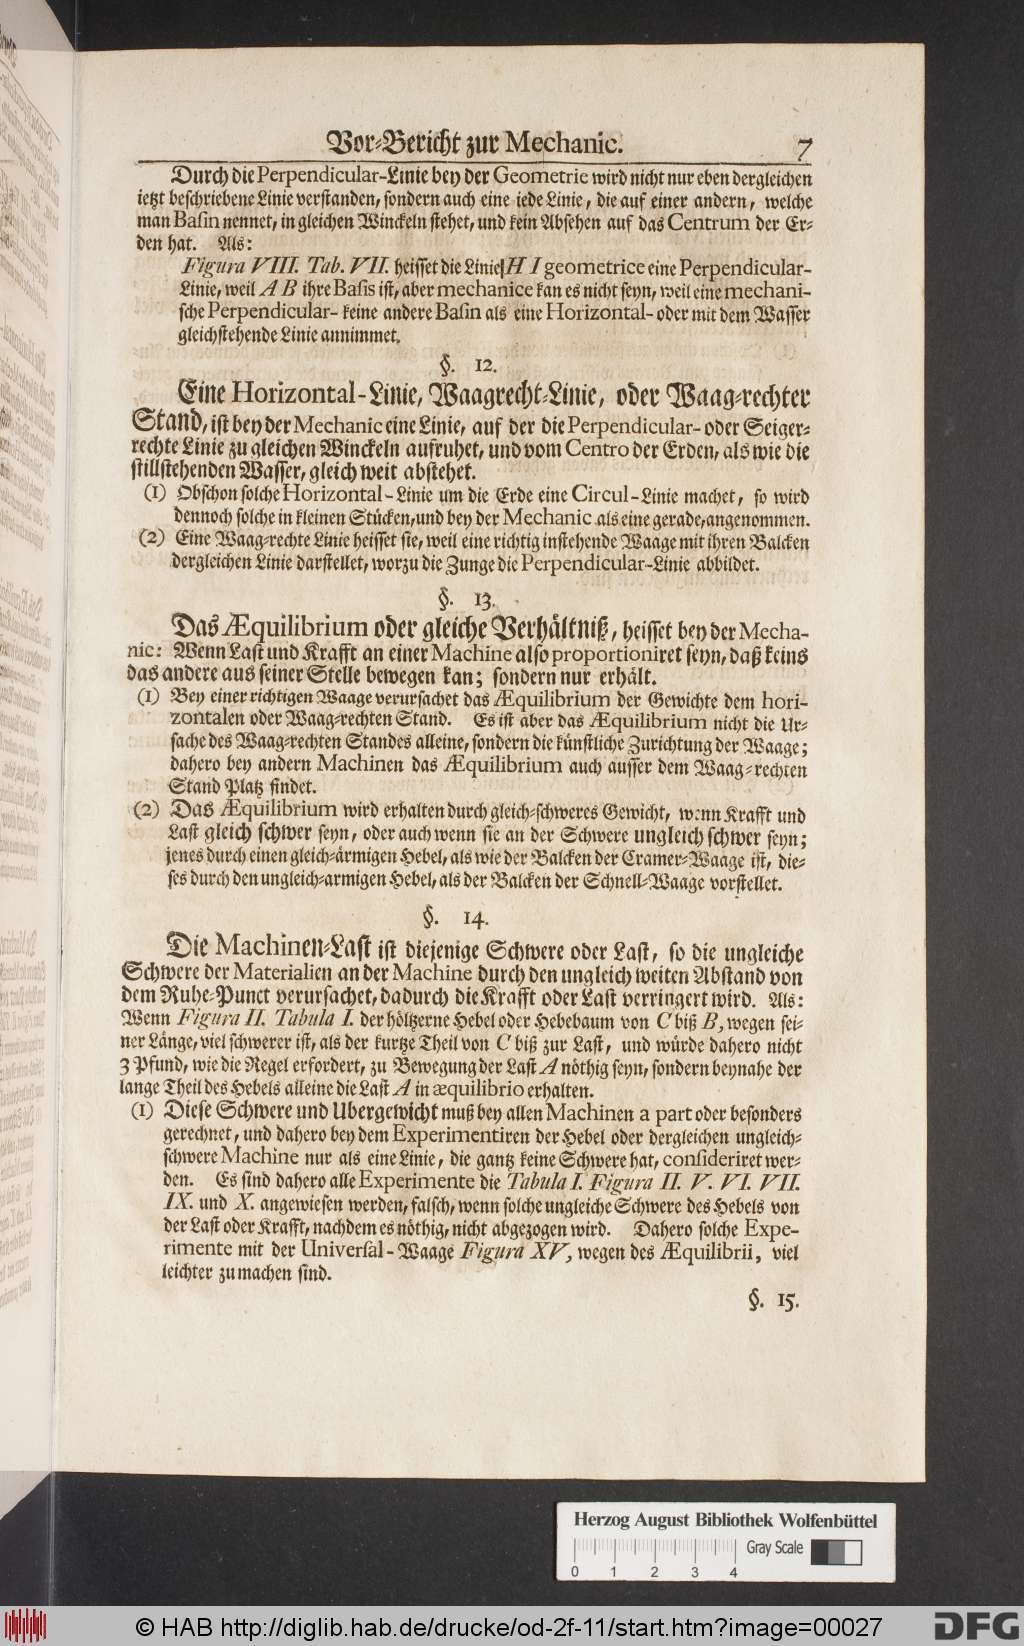 Vor-Bericht zur Mechanic. 7
Durch die Perpendicular-Linie bey der Geometrie wird nicht nur eben dergleichen
ietzt beschriebene Linie verstanden, sondern auch eine iede Linie, die auf einer andern, welche
man Basin nennet, in gleichen Winckeln stehet, und kein Absehen auf das Centrum der Er-
den hat. Als:
Figura VIII. Tab. VII. heisset die Linie H I geometrice eine Perpendicular-
Linie, weil A B ihre Basis ist, aber mechanice kan es nicht seyn, weil eine mechani-
sche Perpendicular- keine andere Basin als eine Horizontal- oder mit dem Wasser
gleichstehende Linie annimmet.
§. 12.
Eine Horizontal-Linie, Waagrecht-Linie, oder Waag-rechter
Stand, ist bey der Mechanic eine Linie, auf der die Perpendicular- oder Seiger-
rechte Linie zu gleichen Winckeln aufruhet, und vom Centro der Erden, als wie die
stillstehenden Wasser, gleich weit abstehet.
(1) Obschon solche Horizontal-Linie um die Erde eine Circul-Linie machet, so wird
dennoch solche in kleinen Stücken, und bey der Mechanic als eine gerade, angenommen.
(2) Eine Waag-rechte Linie heisset sie, weil eine richtig instehende Waage mit ihren Balcken
dergleichen Linie darstellet, worzu die Zunge die Perpendicular-Linie abbildet.
§. 13.
Das Æquilibrium oder gleiche Verhältniß, heisset bey der Mecha-
nic: Wenn Last und Krafft an einer Machine also proportioniret seyn, daß keins
das andere aus seiner Stelle bewegen kan; sondern nur erhält.
(1) Bey einer richtigen Waage verursachet das Æquilibrium der Gewichte dem hori-
zontalen oder Waag-rechten Stand. Es ist aber das Æquilibrium nicht die Ur-
sache des Waag-rechten Standes alleine, sondern die künstliche Zurichtung der Waage;
dahero bey andern Machinen das Æquilibrium auch ausser dem Waag-rechten
Stand Platz findet.
(2) Das Æquilibrium wird erhalten durch gleich-schweres Gewicht, wenn Krafft und
Last gleich schwer seyn, oder auch wenn sie an der Schwere ungleich schwer seyn;
jenes durch einen gleich-ärmigen Hebel, als wie der Balcken der Cramer-Waage ist, die-
ses durch den ungleich-armigen Hebel, als der Balcken der Schnell-Waage vorstellet.
§. 14.
Die Machinen-Last ist diejenige Schwere oder Last, so die ungleiche
Schwere der Materialien an der Machine durch den ungleich weiten Abstand von
dem Ruhe-Punct verursachet, dadurch die Krafft oder Last verringert wird. Als:
Wenn Figura II. Tabula I. der höltzerne Hebel oder Hebebaum von C biß B, wegen sei-
ner Länge, viel schwerer ist, als der kurtze Theil von C biß zur Last, und würde dahero nicht
3 Pfund, wie die Regel erfordert, zu Bewegung der Last A nöthig seyn, sondern beynahe der
lange Theil des Hebels alleine die Last A in æquilibrio erhalten.
(1) Diese Schwere und Ubergewicht muß bey allen Machinen a part oder besonders
gerechnet, und dahero bey dem Experimentiren der Hebel oder dergleichen ungleich-
schwere Machine nur als eine Linie, die gantz keine Schwere hat, consideriret wer-
den. Es sind dahero alle Experimente die Tabula I. Figura II. V. VI. VII.
IX. und X. angewiesen werden, falsch, wenn solche ungleiche Schwere des Hebels von
der Last oder Krafft, nachdem es nöthig, nicht abgezogen wird. Dahero solche Expe-
rimente mit der Universal-Waage Figura XV, wegen des Æquilibrii, viel
leichter zu machen sind.
§. 15.
Herzog August Bibliothek Wolfenbüttel
Gray Scale
0 1 2 3 4
© HAB http://diglib.hab.de/drucke/od-2f-11/start.htm?image=00027
DFG